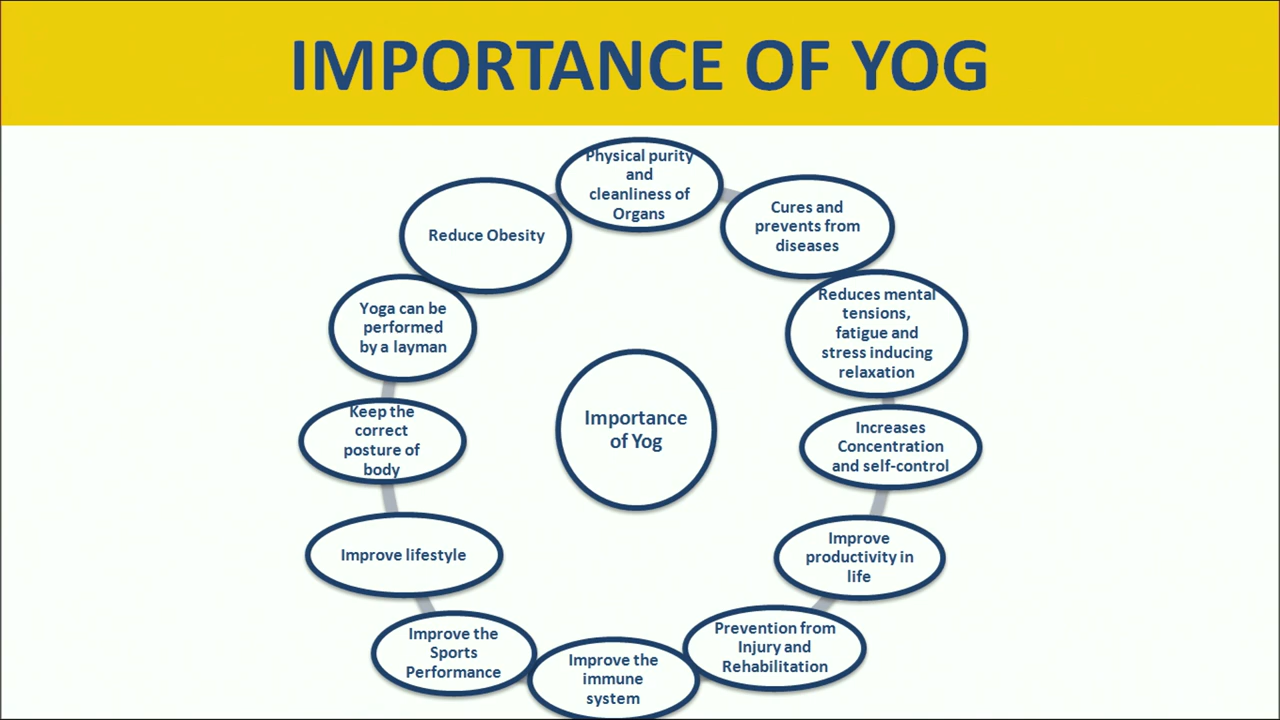 IMPORTANCE OF YOG
Physical purity
and
cleanliness of
Organs
Cures and
prevents from
diseases
Reduces mental
tensions,
fatigue and
stress inducing
relaxation
Increases
Concentration
and self-control
Improve
productivity in
life
Prevention from
Injury and
Rehabilitation
Improve the
immune
system
Improve the
Sports
Performance
Improve lifestyle
Keep the
correct
posture of
body
Yoga can be
performed
by a layman
Reduce Obesity
Importance
of Yog